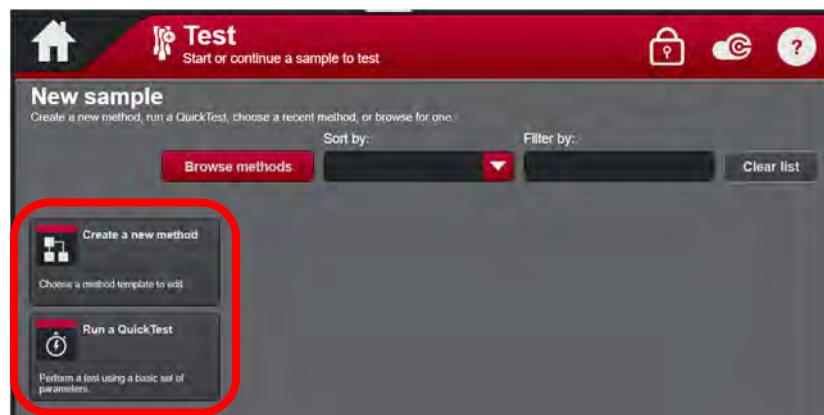 Test
Start or continue a sample to test
?
New sample
Create a new method, run a QuickTest, choose a recent method, or browse for one.
Sort by:
Filter by:
Browse methods
Clear list
Create a new method
Choose a method template to edit.
Run a QuickTest
Perform a test using a basic set of
parameters.